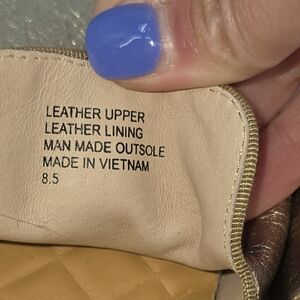 LEATHER UPPER
LEATHER LINING
MAN MADE OUTSOLE
MADE IN VIETNAM
8.5